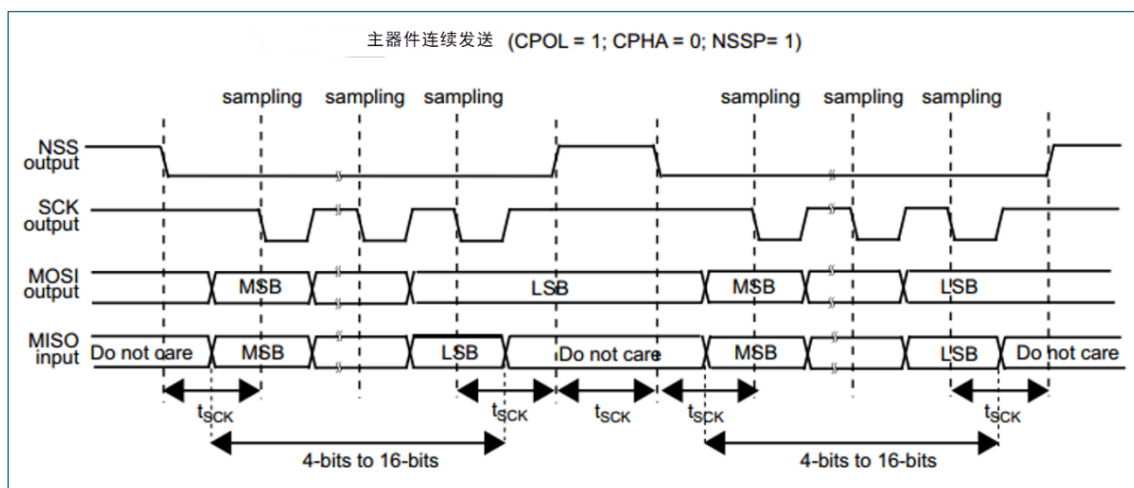 主器件连续发送 (CPOL = 1; CPHA = 0; NSSP= 1)
sampling sampling sampling sampling sampling sampling
NSS
output
SCK
output
MOSI
output
MSB LSB MSB LSB
MISO
input
Do not care MSB LSB Do not care MSB LSB Do not care
tSCK tSCK tSCK tSCK tSCK
4-bits to 16-bits 4-bits to 16-bits